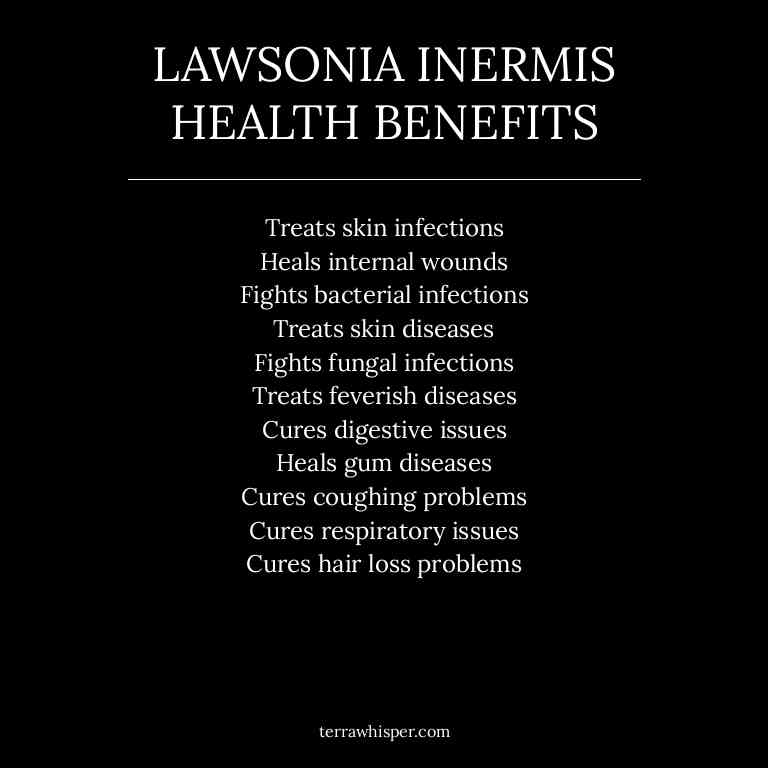 LAWSONIA INERMIS
HEALTH BENEFITS
Treats skin infections
Heals internal wounds
Fights bacterial infections
Treats skin diseases
Fights fungal infections
Treats feverish diseases
Cures digestive issues
Heals gum diseases
Cures coughing problems
Cures respiratory issues
Cures hair loss problems
terrawhisper.com